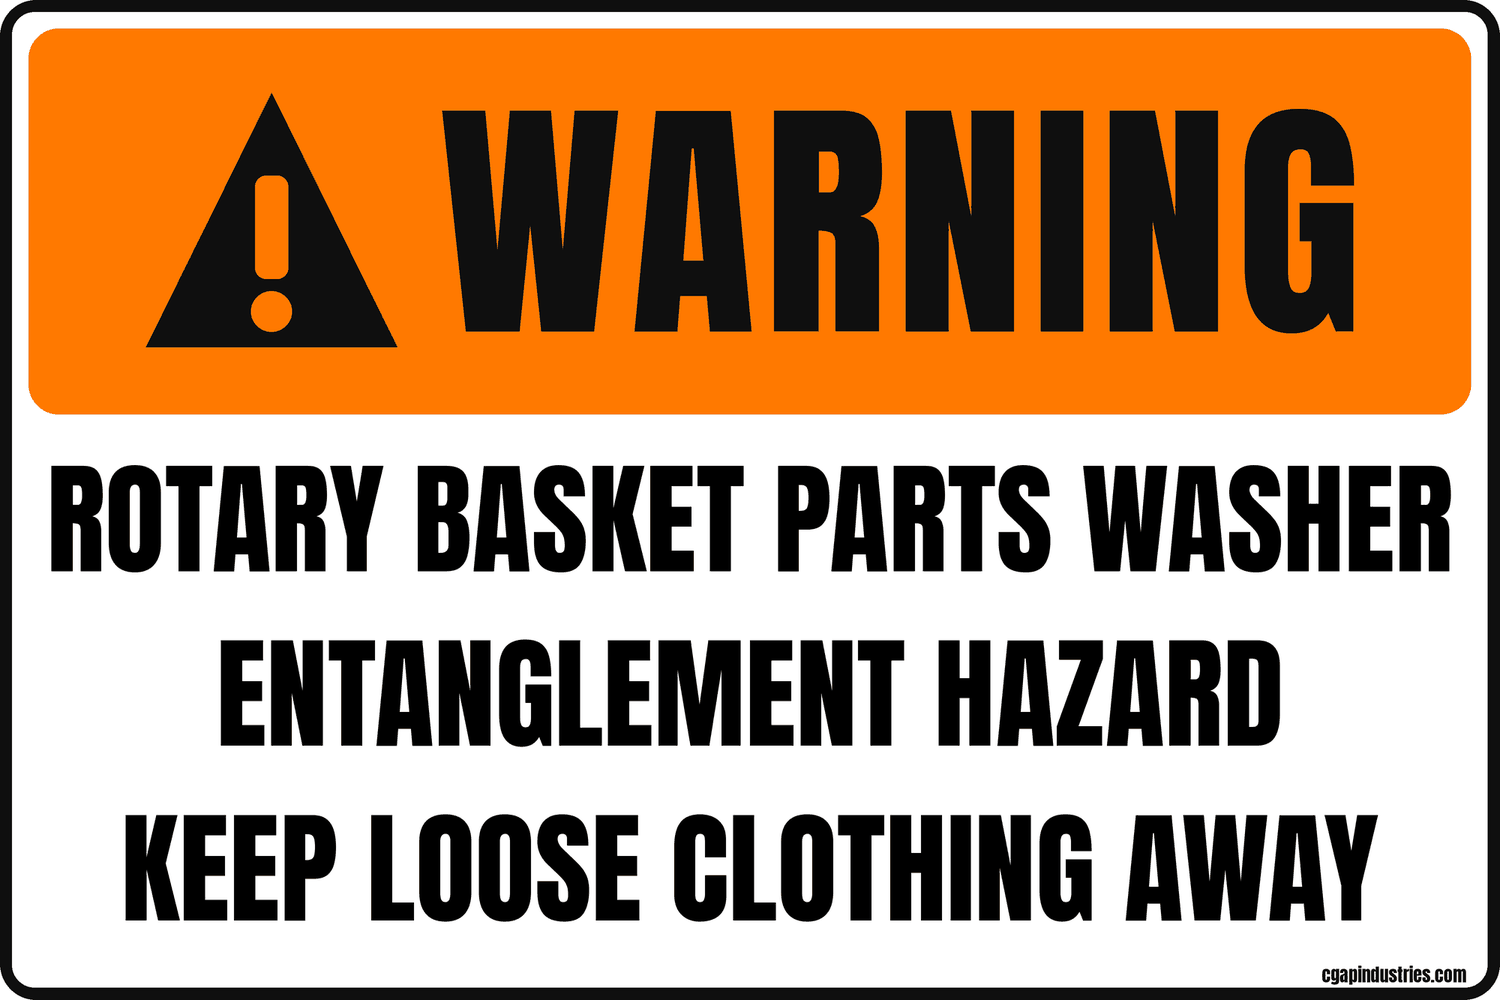 WARNING
ROTARY BASKET PARTS WASHER
ENTANGLEMENT HAZARD
KEEP LOOSE CLOTHING AWAY
cgapindustries.com